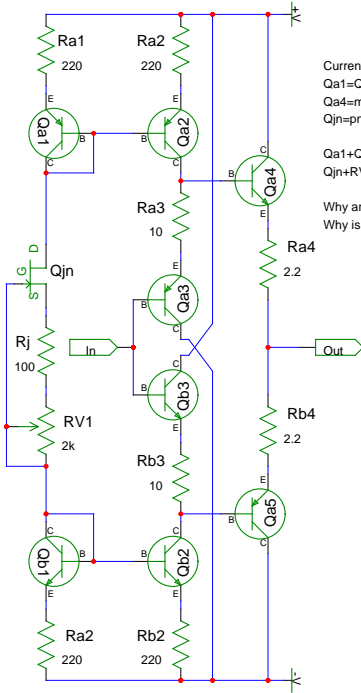 +V
Ra1
220
Ra2
220
Curren
Qa1=Q
Qa4=m
Qjn=pr
Qa1+Q
Qjn+RV
Why ar
Why is
E
Qa1
B
C
E
Qa2
B
C
B
Qa4
C
E
Ra3
10
Ra4
2.2
D
G
S
Qjn
E
Qa3
B
C
Rj
100
In
Out
C
Qb3
B
E
RV1
2k
Rb4
2.2
Rb3
10
E
Qa5
B
C
C
Qb1
B
E
C
Qb2
B
E
Ra2
220
Rb2
220
-V